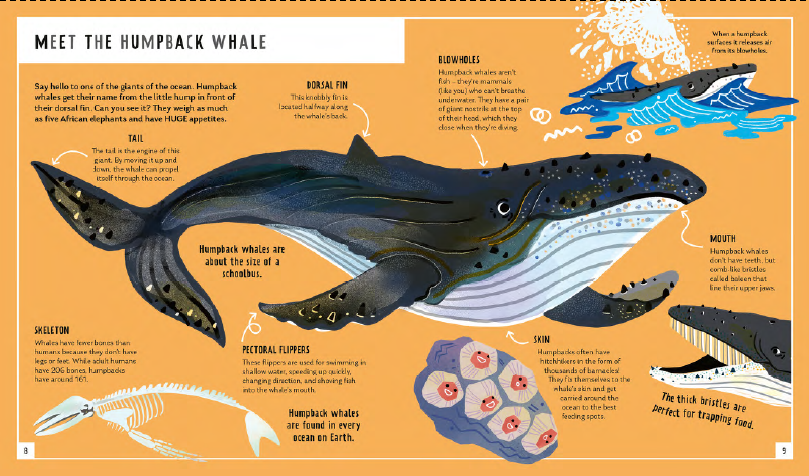 MEET THE HUMPBACK WHALE
Say hello to one of the giants of the ocean. Humpback
whales get their name from the little hump in front of
their dorsal fin. Can you see it? They weigh as much
as five African elephants and have HUGE appetites.
TAIL
The tail is the engine of this
giant. By moving it up and
down, the whale can propel
itself through the ocean.
DORSAL FIN
This knobbly fin is
located halfway along
the whale's back.
BLOWHOLES
Humpback whales aren't
fish – they're mammals
(like you) who can't breathe
underwater. They have a pair
of giant nostrils at the top
of their head, which they
close when they're diving.
When a humpback
surfaces it releases air
from its blowholes.
Humpback whales are
about the size of a
schoolbus.
MOUTH
Humpback whales
don't have teeth, but
comb-like bristles
called baleen that
line their upper jaws.
SKELETON
Whales have fewer bones than
humans because they don't have
legs or feet. While adult humans
have 206 bones, humpbacks
have around 161.
PECTORAL FLIPPERS
These flippers are used for swimming in
shallow water, speeding up quickly,
changing direction, and shoving fish
into the whale's mouth.
Humpback whales
are found in every
ocean on Earth.
SKIN
Humpbacks often have
hitchhikers in the form of
thousands of barnacles!
They fix themselves to the
whale's skin and get
carried around the
ocean to the best
feeding spots.
The thick bristles are
perfect for trapping food.
8
9